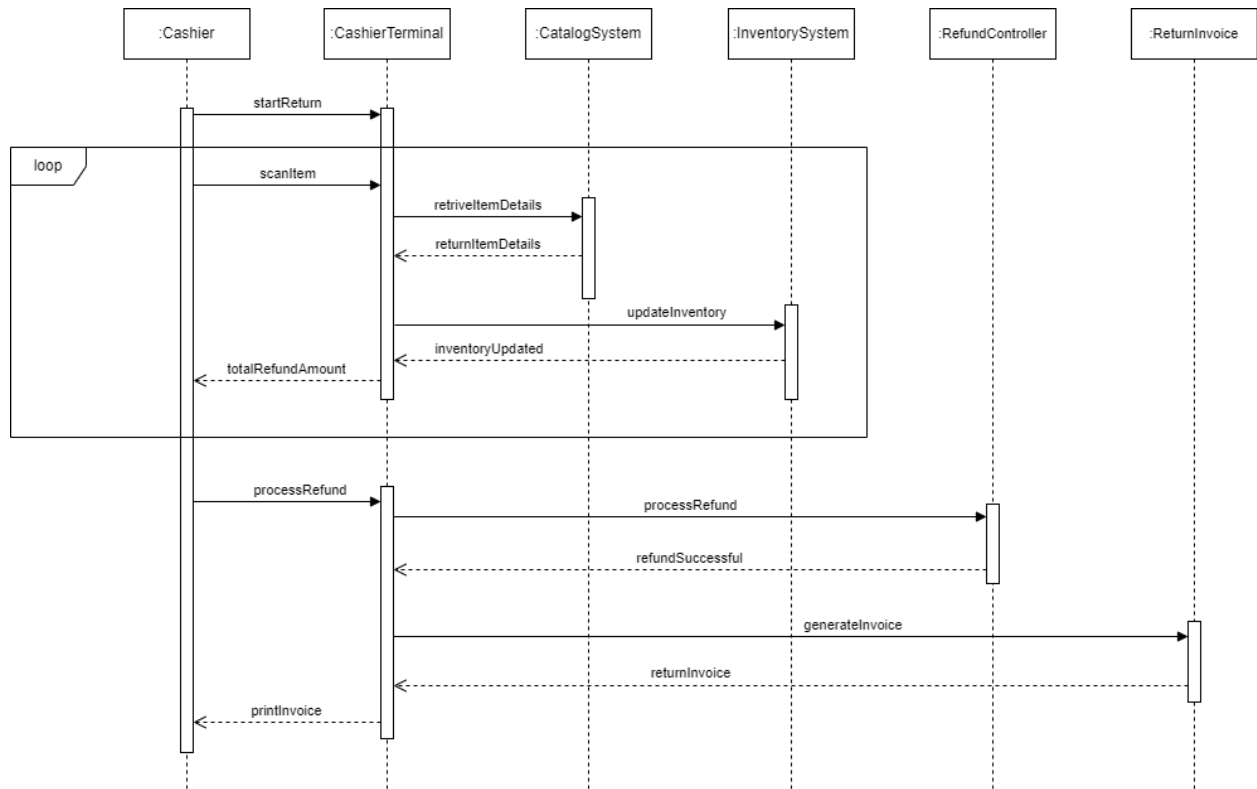 :Cashier
:CashierTerminal
:CatalogSystem
:InventorySystem
:RefundController
:ReturnInvoice
startReturn
loop
scanItem
retriveItemDetails
returnItemDetails
updateInventory
inventoryUpdated
totalRefundAmount
processRefund
processRefund
refundSuccessful
generateInvoice
returnInvoice
printInvoice